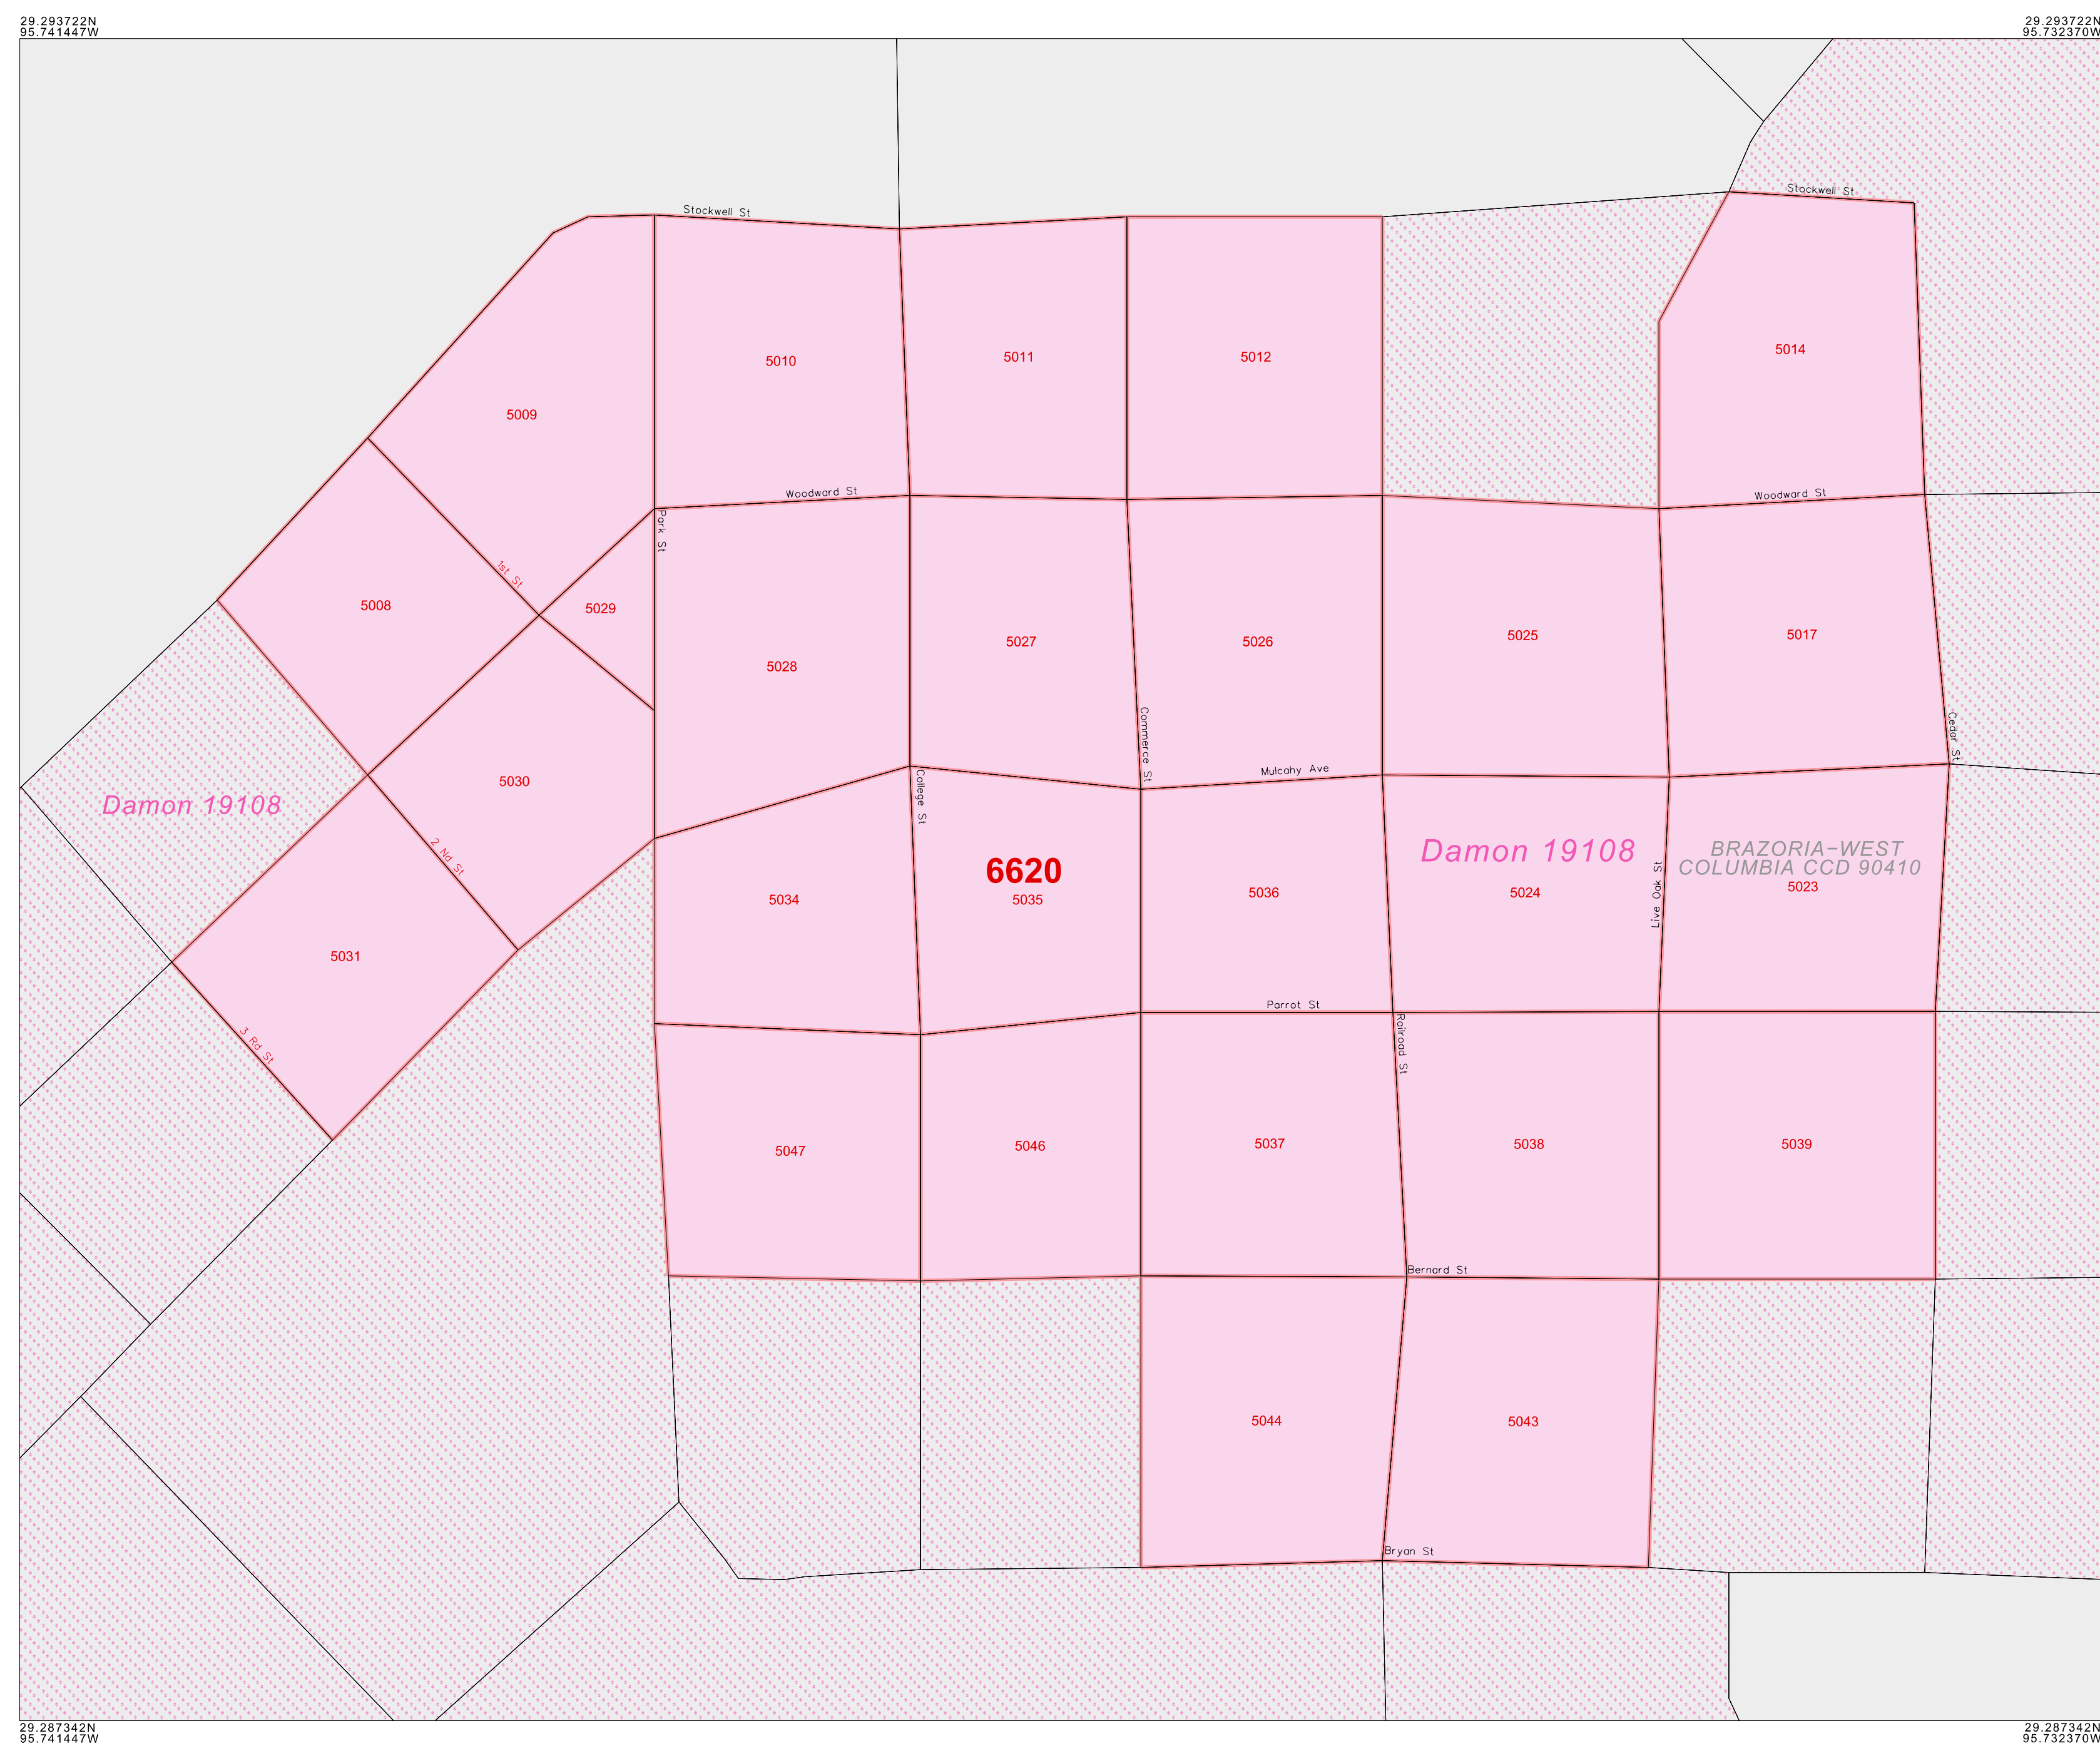 29.293722N
95.741447W
29.293722N
95.732370W
Stockwell St
Stockwell St
5014
5010
5011
5012
5009
Woodward St
Woodward St
Park St
1st St
5008
5029
5028
5027
5026
5025
5017
Commerce St
Cedar St
Mulcahy Ave
5030
College St
Damon 19108
2 Nd St
6620
5035
5034
5036
Damon 19108
5024
Live Oak St
BRAZORIA-WEST
COLUMBIA CCD 90410
5023
5031
3 Rd St
Parrot St
Railroad St
5047
5046
5037
5038
5039
Bernard St
5044
5043
Bryan St
29.287342N
95.741447W
29.287342N
95.732370W